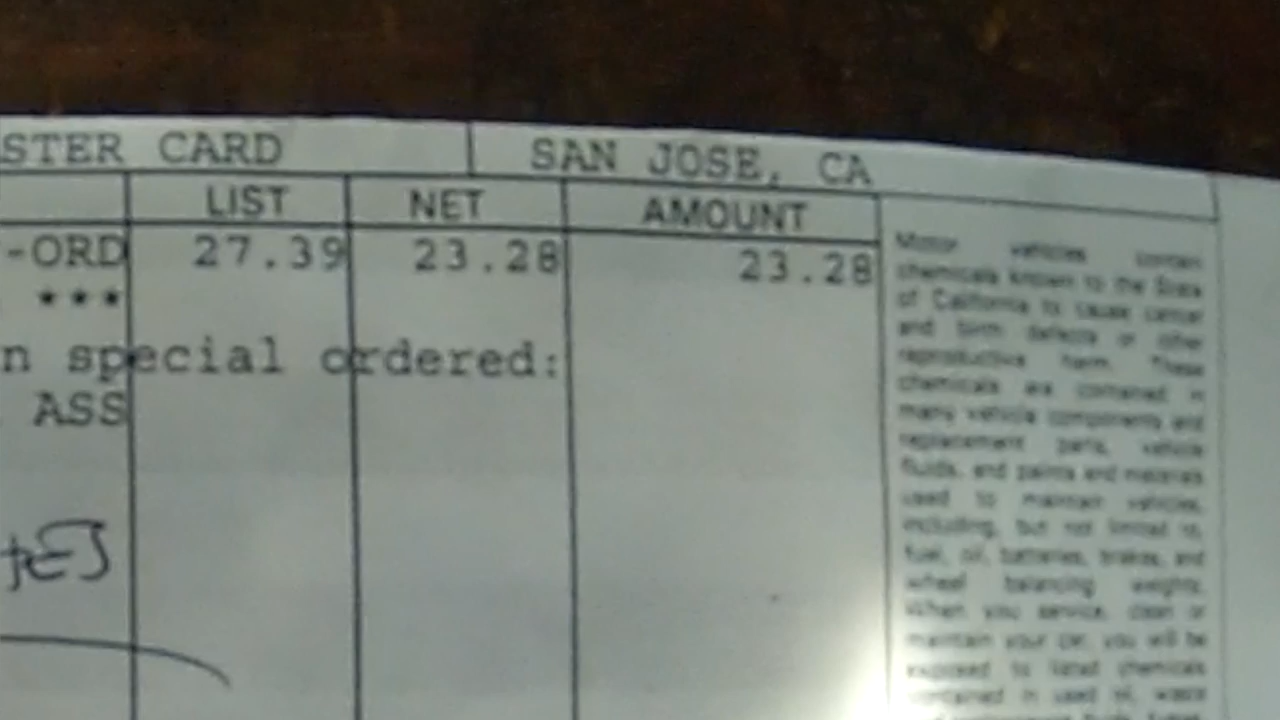 STER CARD SAN JOSE, CA
LIST NET AMOUNT
-ORD 27.39 23.28 23.28
***
n special ordered:
ASS
Motor vehicles contain
chemicals known to the State
of California to cause cancer
and birth defects or other
reproductive harm. These
chemicals are contained in
many vehicle components and
replacement parts, vehicle
fluids, and paints and materials
used to maintain vehicles,
including, but not limited to,
fuel, oil, batteries, brakes, and
wheel balancing weights.
When you service, clean or
maintain your car, you will be
exposed to listed chemicals
contained in used oil, waste